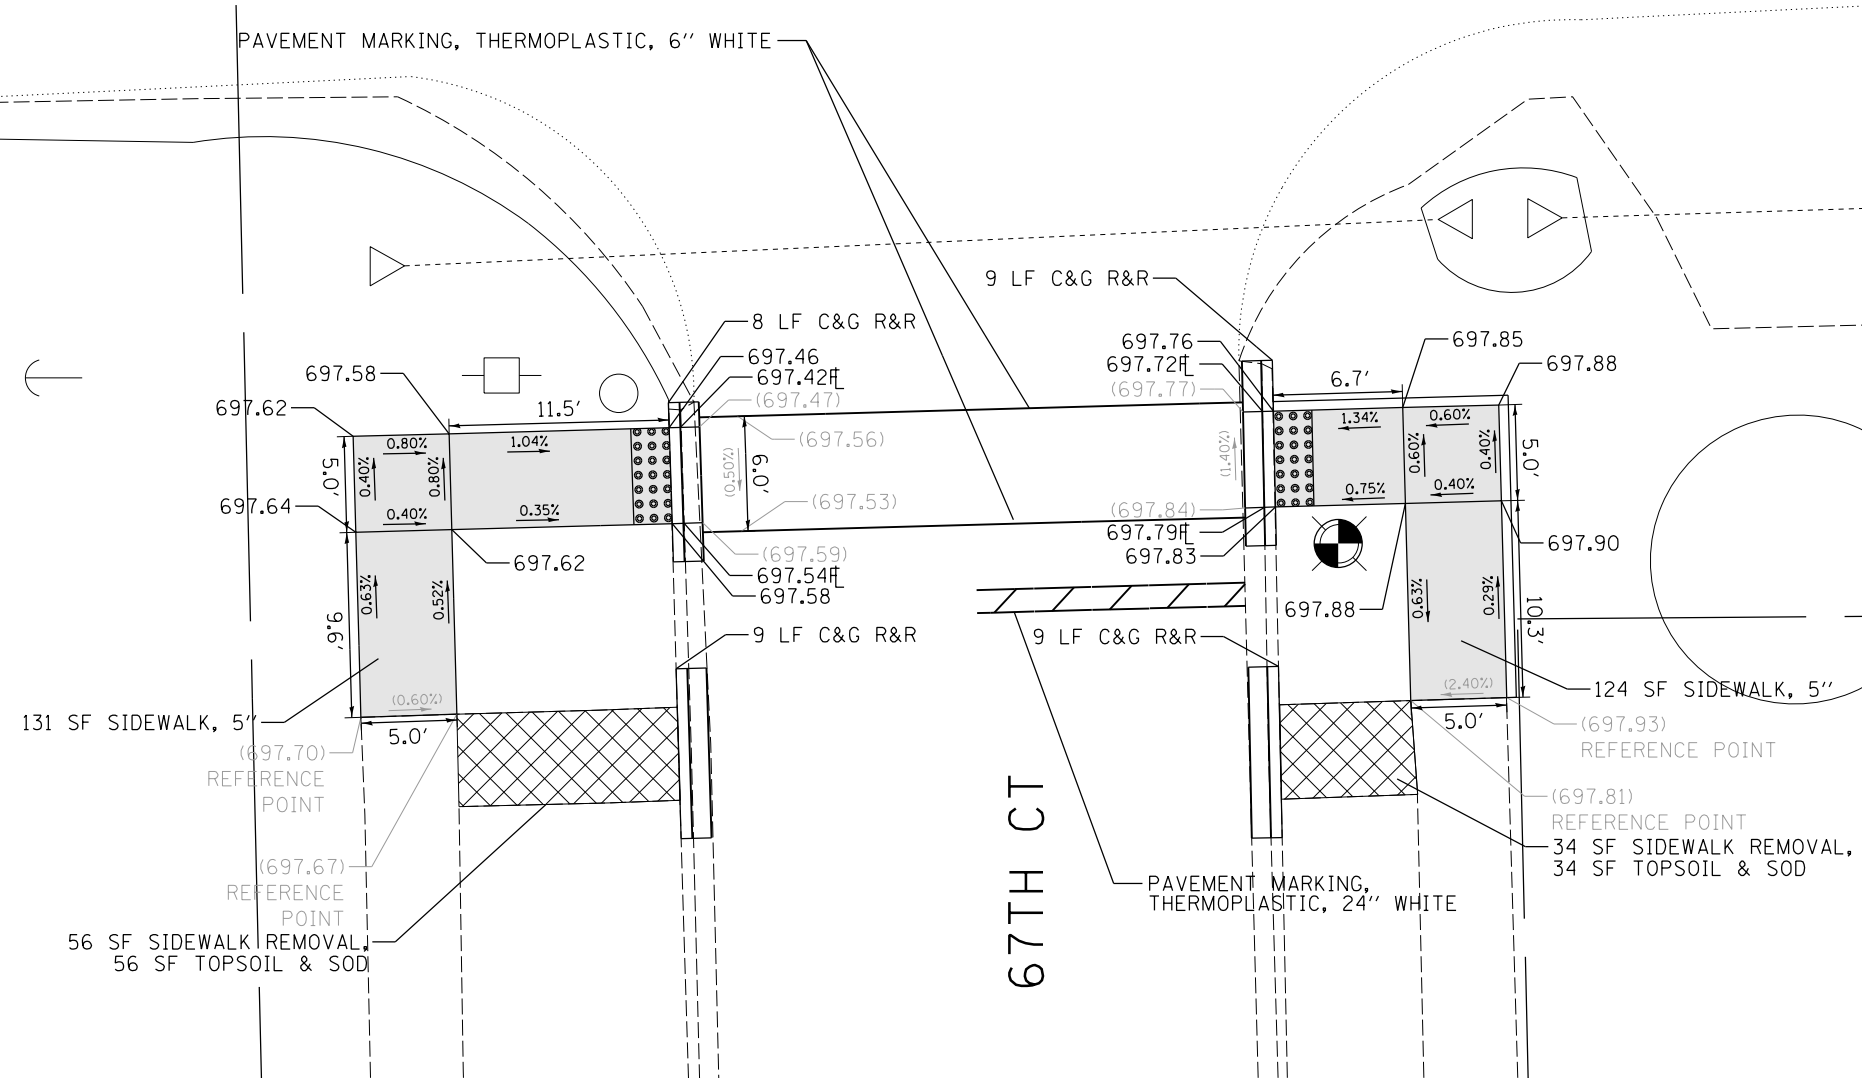 PAVEMENT MARKING, THERMOPLASTIC, 6'' WHITE
9 LF C&G R&R
8 LF C&G R&R
697.46
697.42 FL
(697.47)
(697.56)
697.58
697.62
11.5'
0.80%
1.04%
5.0'
0.40%
0.80%
(0.50%)
6.0'
697.64
0.40%
0.35%
(697.53)
697.62
(697.59)
697.54 FL
697.58
9 LF C&G R&R
0.63%
0.52%
9.6'
(0.60%)
131 SF SIDEWALK, 5''
5.0'
(697.70)
REFERENCE
POINT
(697.67)
REFERENCE
POINT
56 SF SIDEWALK REMOVAL,
56 SF TOPSOIL & SOD
697.76
697.72 FL
(697.77)
697.85
697.88
6.7'
1.34%
0.60%
(1.40%)
0.60%
0.40%
5.0'
0.75%
0.40%
(697.84)
697.79 FL
697.83
697.90
697.88
9 LF C&G R&R
0.63%
0.29%
10.3'
(2.40%)
124 SF SIDEWALK, 5''
5.0'
(697.93)
REFERENCE POINT
(697.81)
REFERENCE POINT
34 SF SIDEWALK REMOVAL,
34 SF TOPSOIL & SOD
67TH CT
PAVEMENT MARKING,
THERMOPLASTIC, 24'' WHITE